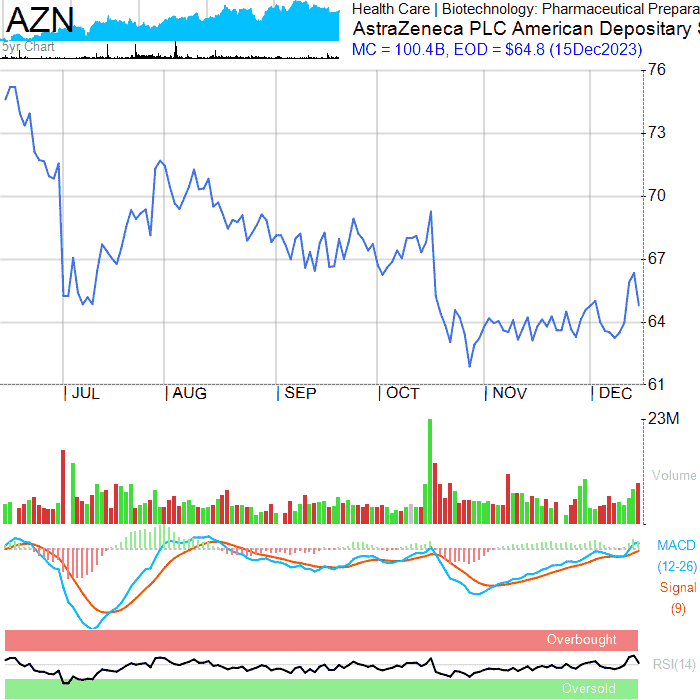 AZN
5yr Chart
Health Care | Biotechnology: Pharmaceutical Prepara
AstraZeneca PLC American Depositary S
MC = 100.4B, EOD = $64.8 (15Dec2023)
76
73
70
67
64
61
| JUL | AUG | SEP | OCT | NOV | DEC
23M
Volume
MACD
(12-26)
Signal
(9)
Overbought
RSI(14)
Oversold